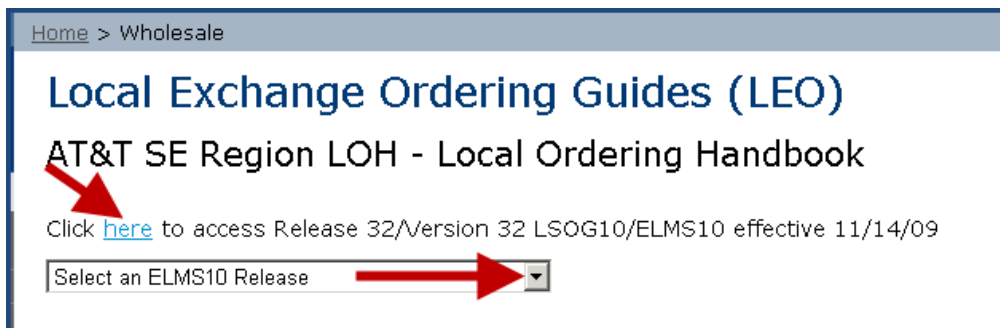 Home > Wholesale
Local Exchange Ordering Guides (LEO)
AT&T SE Region LOH - Local Ordering Handbook
Click here to access Release 32/Version 32 LSOG10/ELMS10 effective 11/14/09
Select an ELMS10 Release